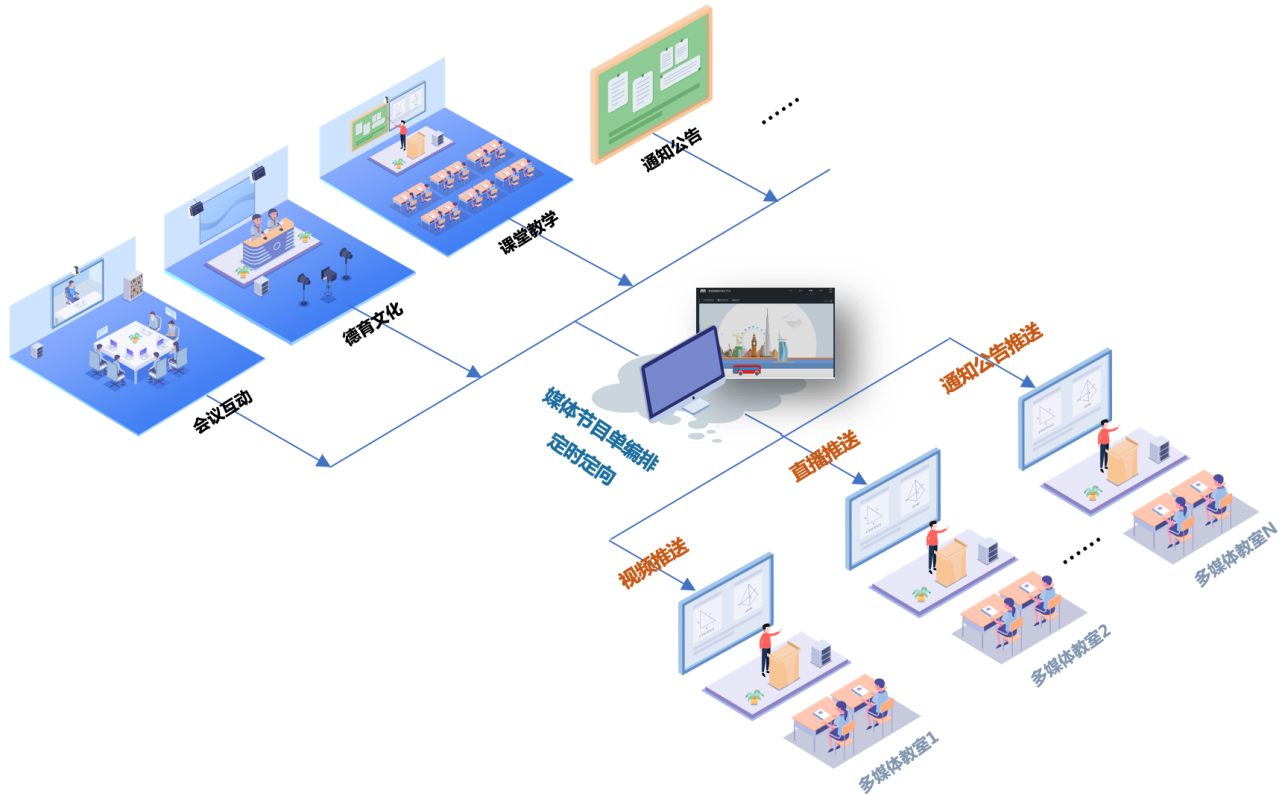 通知公告
......
课堂教学
德育文化
会议互动
媒体节目单编排
定时定向
通知公告推送
直播推送
视频推送
......
多媒体教室N
多媒体教室2
多媒体教室1